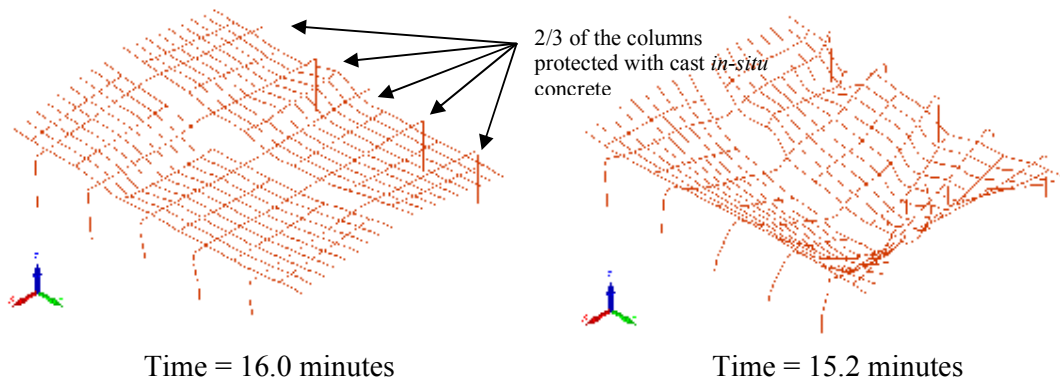 2/3 of the columns
protected with cast in-situ
concrete
Time = 16.0 minutes
Time = 15.2 minutes